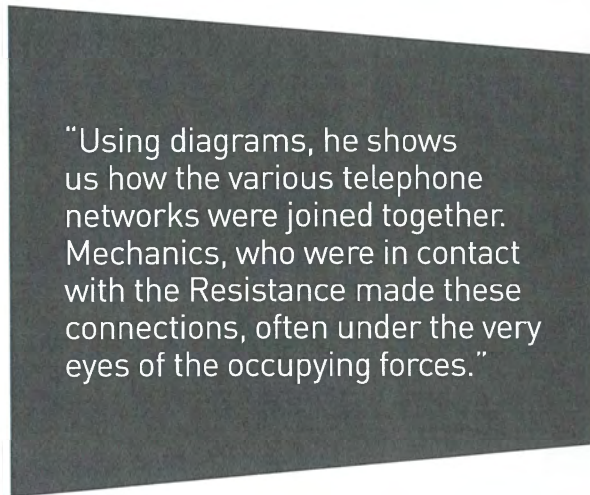 “Using diagrams, he shows
us how the various telephone
networks were joined together.
Mechanics, who were in contact
with the Resistance made these
connections, often under the very
eyes of the occupying forces.”